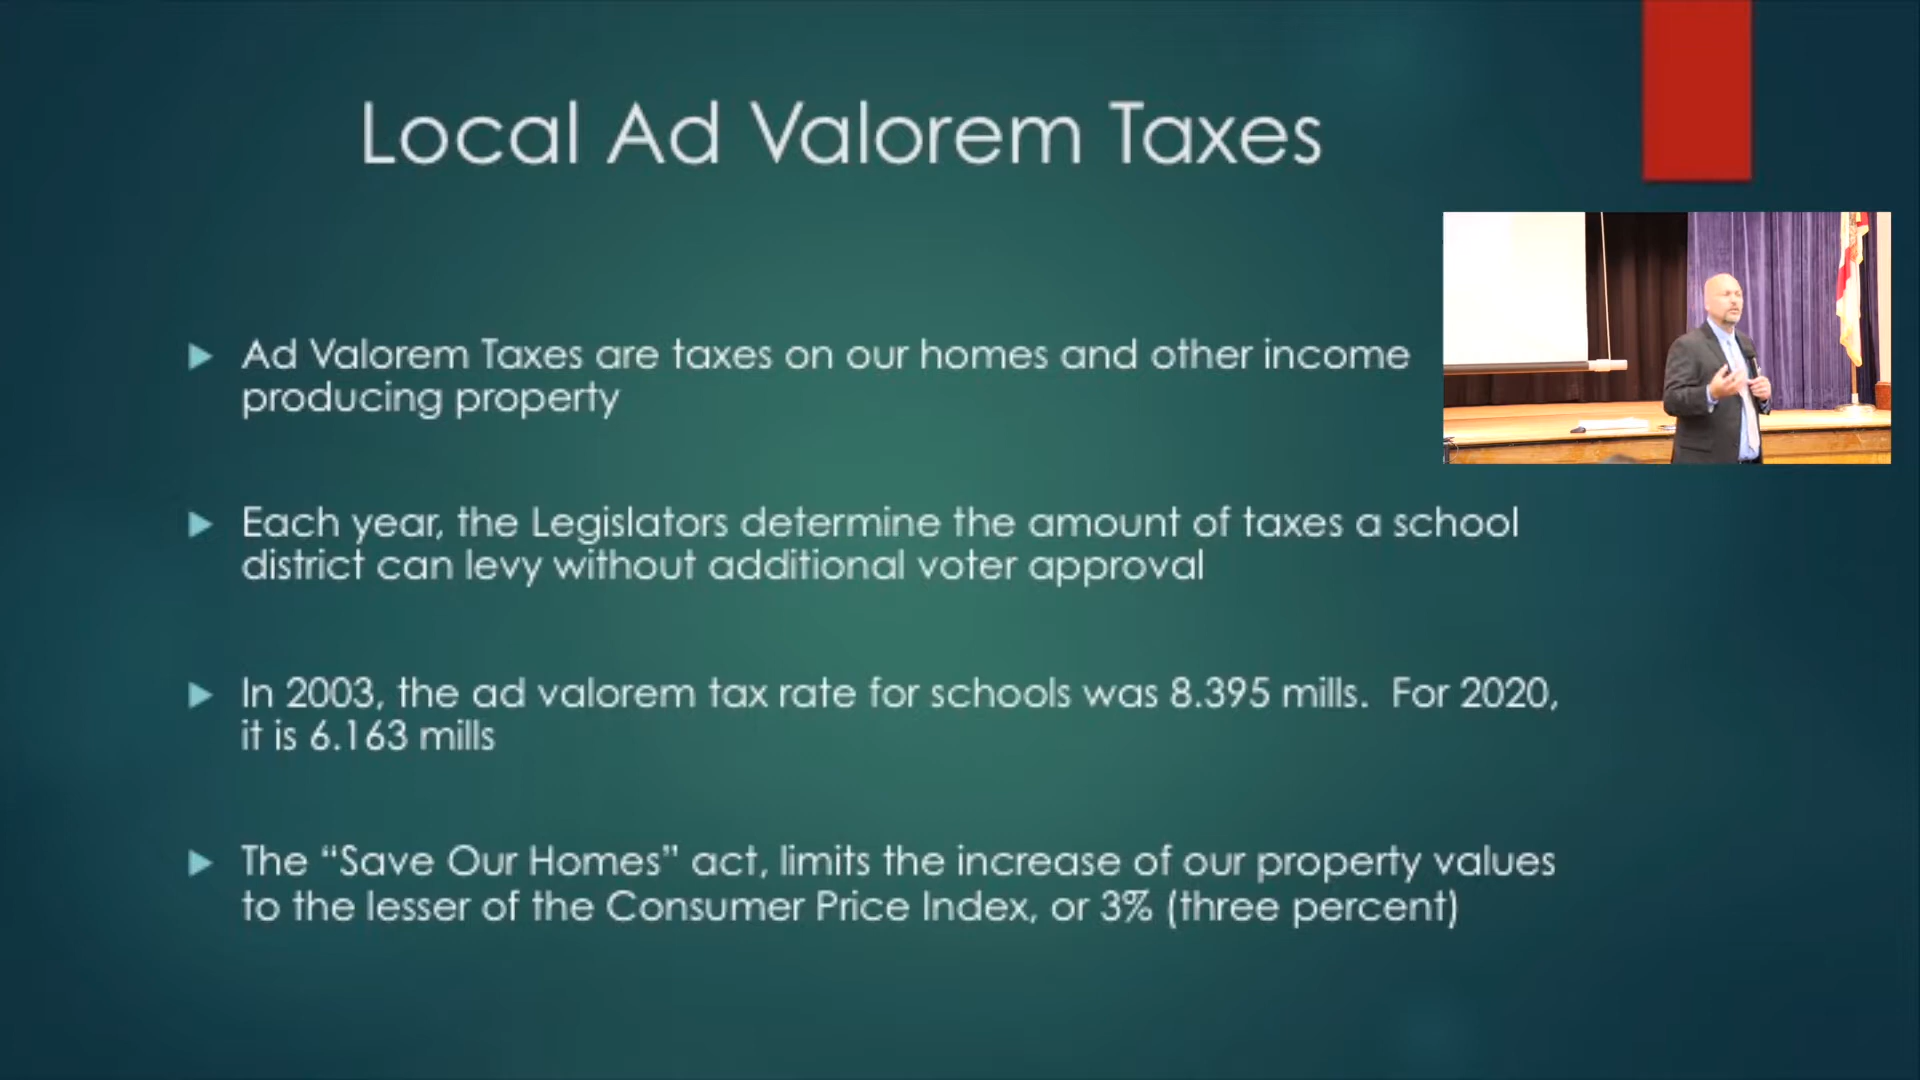 Local Ad Valorem Taxes
Ad Valorem Taxes are taxes on our homes and other income
producing property
Each year, the Legislators determine the amount of taxes a school
district can levy without additional voter approval
In 2003, the ad valorem tax rate for schools was 8.395 mills.  For 2020,
it is 6.163 mills
The “Save Our Homes” act, limits the increase of our property values
to the lesser of the Consumer Price Index, or 3% (three percent)